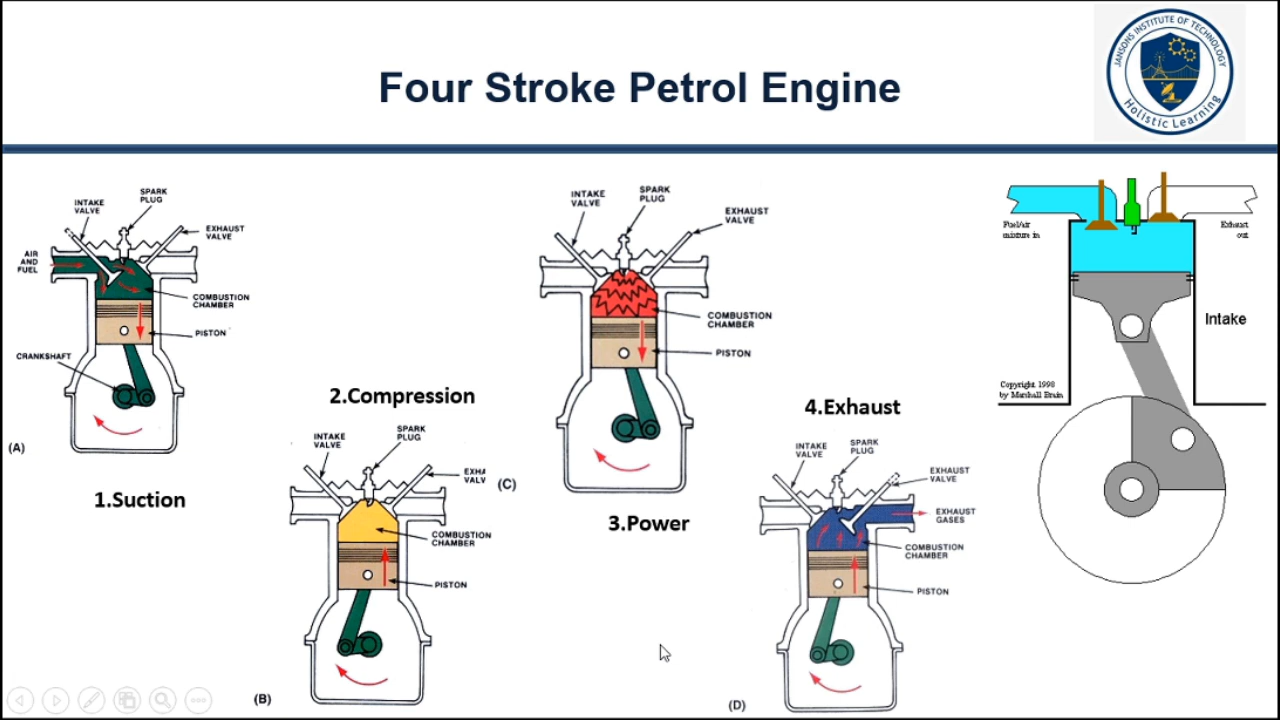 Four Stroke Petrol Engine
JANSONS INSTITUTE OF TECHNOLOGY
Holistic Learning
INTAKE
VALVE
SPARK
PLUG
EXHAUST
VALVE
AIR
AND
FUEL
COMBUSTION
CHAMBER
PISTON
CRANKSHAFT
(A)
1.Suction
2.Compression
INTAKE
VALVE
SPARK
PLUG
EXHA
VALV
COMBUSTION
CHAMBER
PISTON
(B)
INTAKE
VALVE
SPARK
PLUG
EXHAUST
VALVE
COMBUSTION
CHAMBER
PISTON
(C)
3.Power
4.Exhaust
INTAKE
VALVE
SPARK
PLUG
EXHAUST
VALVE
EXHAUST
GASES
COMBUSTION
CHAMBER
PISTON
(D)
Fuel/air
mixture in
Exhaust
out
Intake
Copyright 1998
by Marshall Brain